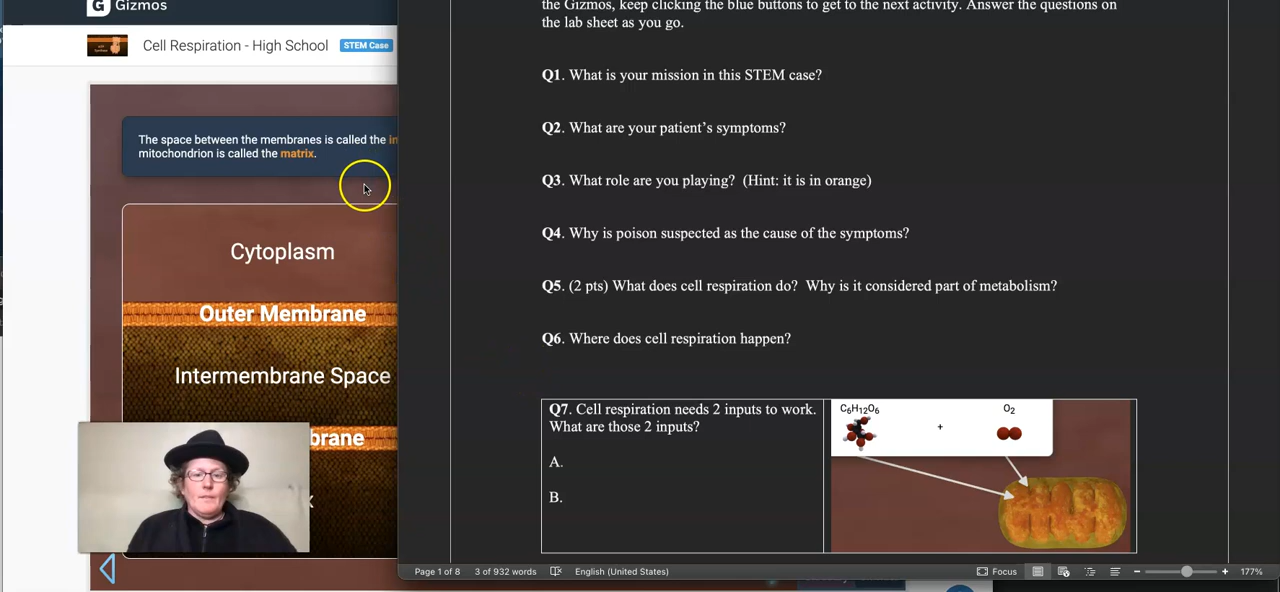 G Gizmos
Cell Respiration - High School STEM Case
The space between the membranes is called the
mitochondrion is called the matrix.
Cytoplasm
Outer Membrane
Intermembrane Space
the Gizmos, keep clicking the blue buttons to get to the next activity. Answer the questions on
the lab sheet as you go.
Q1. What is your mission in this STEM case?
Q2. What are your patient's symptoms?
Q3. What role are you playing? (Hint: it is in orange)
Q4. Why is poison suspected as the cause of the symptoms?
Q5. (2 pts) What does cell respiration do? Why is it considered part of metabolism?
Q6. Where does cell respiration happen?
Q7. Cell respiration needs 2 inputs to work.
What are those 2 inputs?
A.
B.
C₆H₁₂O₆ + O₂
Page 1 of 8 3 of 932 words English (United States) Focus 177%